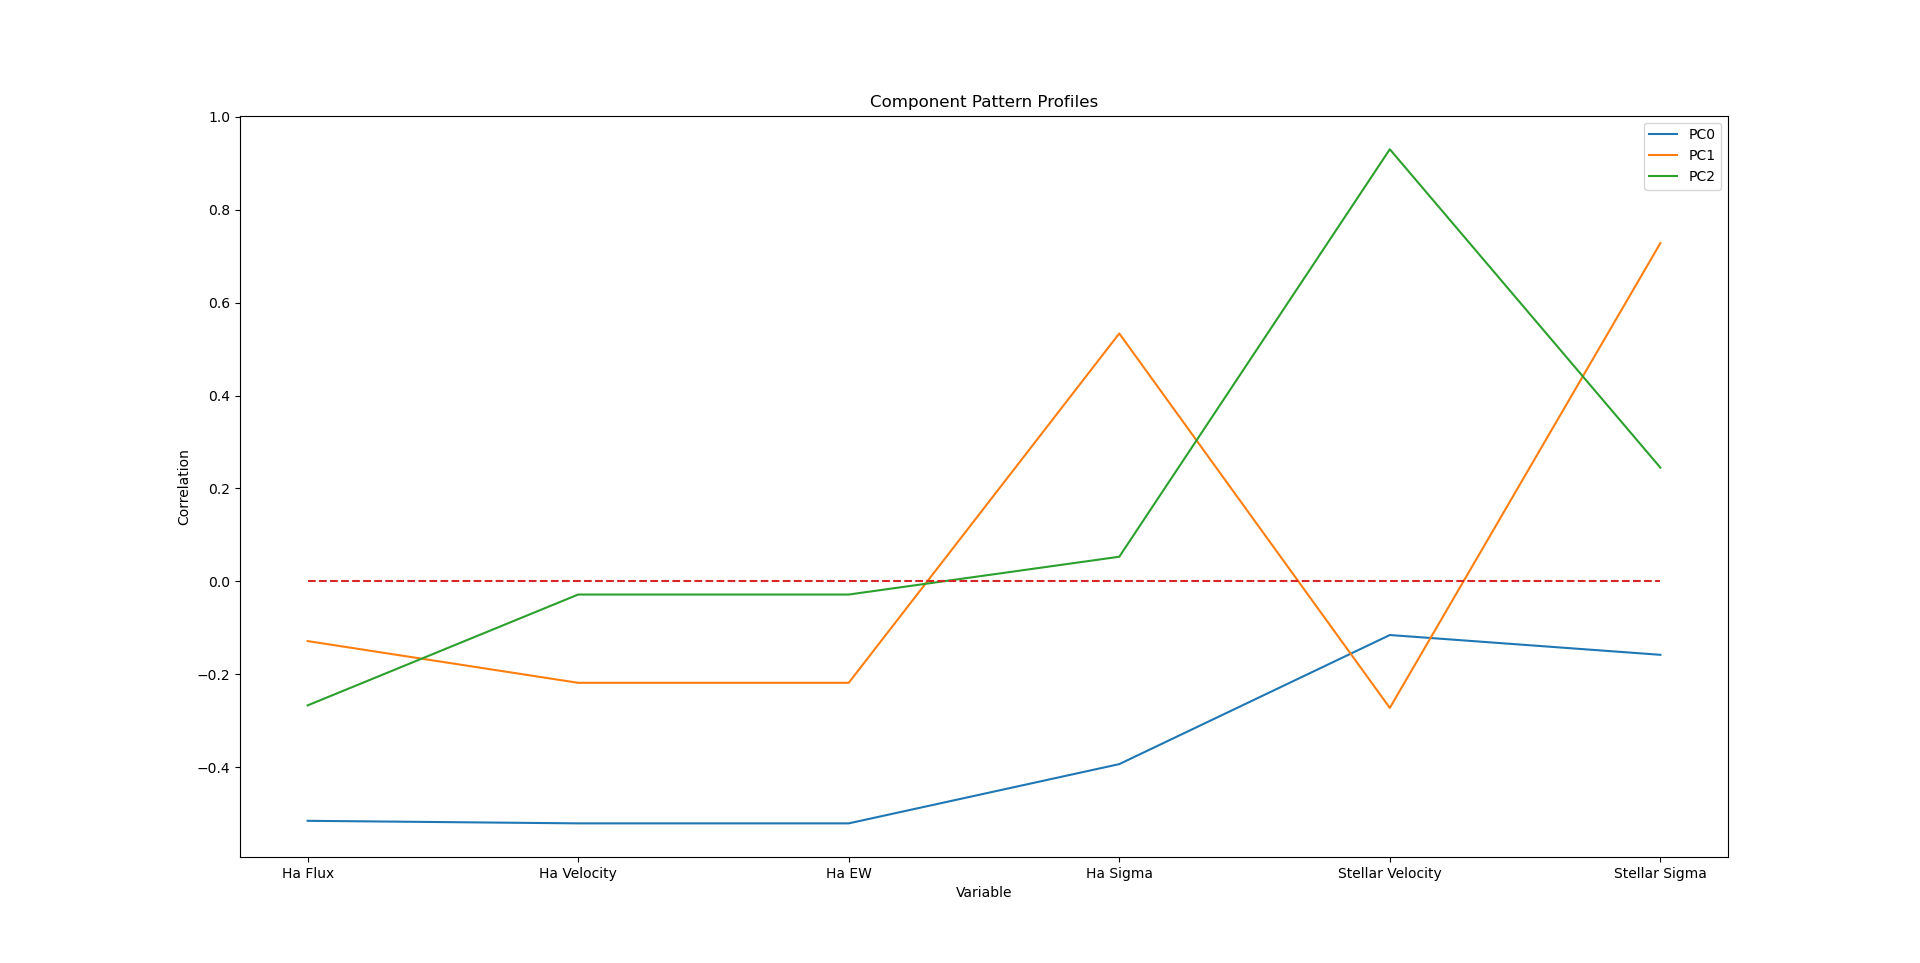 Component Pattern Profiles
1.0
0.8
0.6
0.4
0.2
0.0
−0.2
−0.4
Correlation
PC0
PC1
PC2
Ha Flux Ha Velocity Ha EW Ha Sigma Stellar Velocity Stellar Sigma
Variable